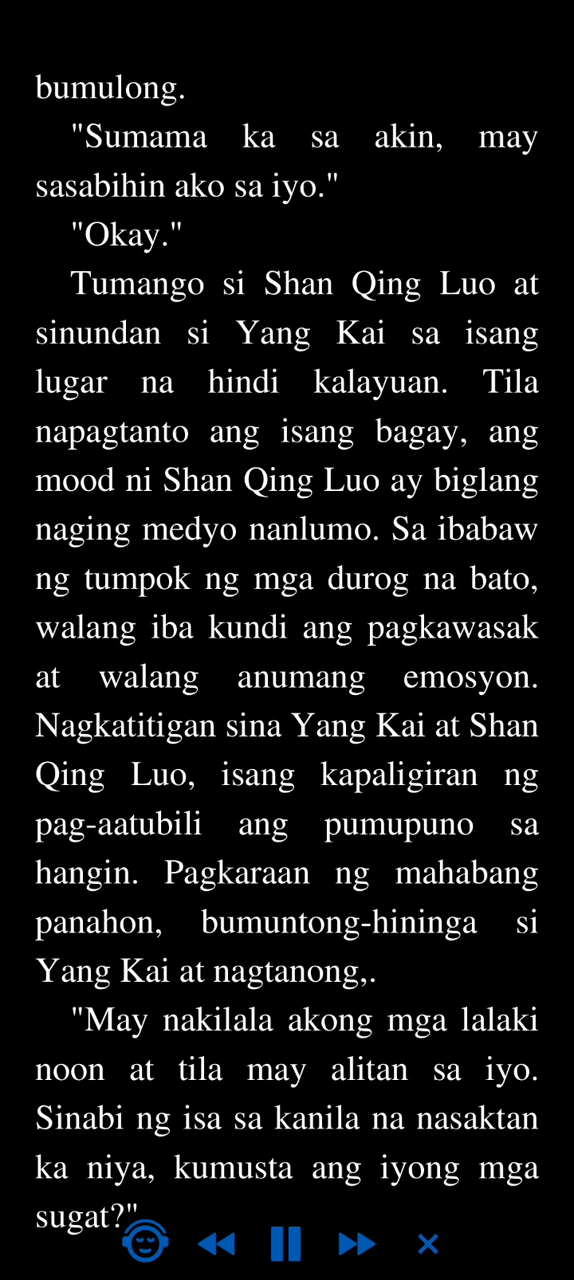 bumulong.
"Sumama ka sa akin, may
sasabihin ako sa iyo."
"Okay."
Tumango si Shan Qing Luo at
sinundan si Yang Kai sa isang
lugar na hindi kalayuan. Tila
napagtanto ang isang bagay, ang
mood ni Shan Qing Luo ay biglang
naging medyo nanlumo. Sa ibabaw
ng tumpok ng mga durog na bato,
walang iba kundi ang pagkawasak
at walang anumang emosyon.
Nagkatitigan sina Yang Kai at Shan
Qing Luo, isang kapaligiran ng
pag-aatubili ang pumupuno sa
hangin. Pagkaraan ng mahabang
panahon, bumuntong-hininga si
Yang Kai at nagtanong,.
"May nakilala akong mga lalaki
noon at tila may alitan sa iyo.
Sinabi ng isa sa kanila na nasaktan
ka niya, kumusta ang iyong mga
sugat?"